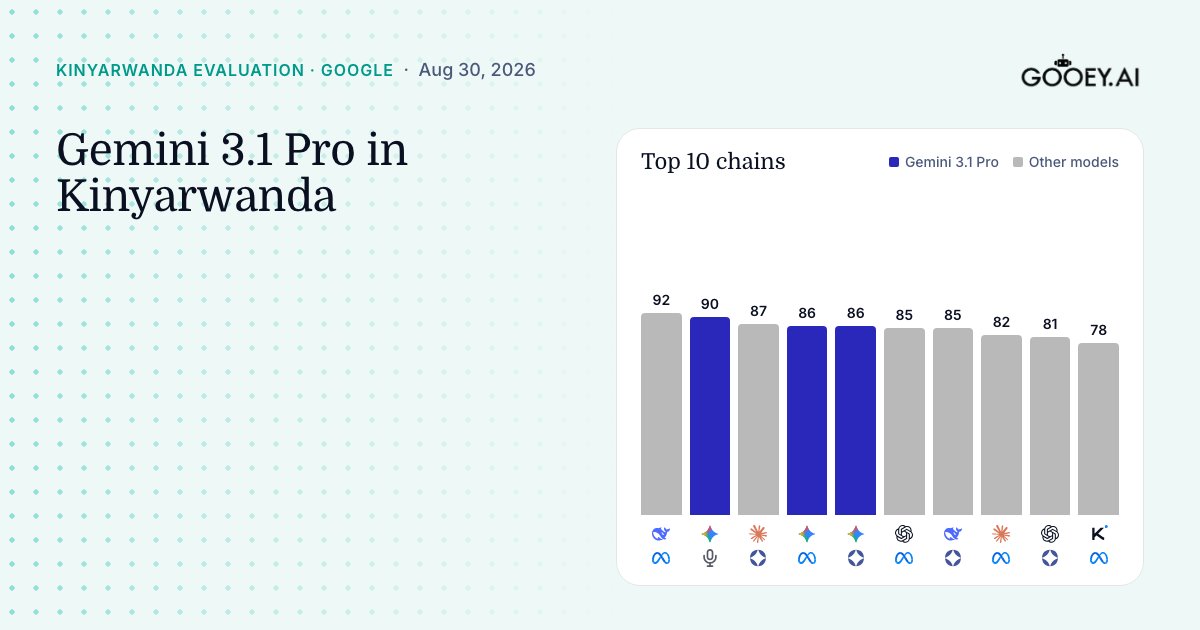 KINYARWANDA EVALUATION · GOOGLE · Aug 30, 2026
GOOEY.AI
Gemini 3.1 Pro in
Kinyarwanda
Top 10 chains
Gemini 3.1 Pro
Other models
92
90
87
86
86
85
85
82
81
78